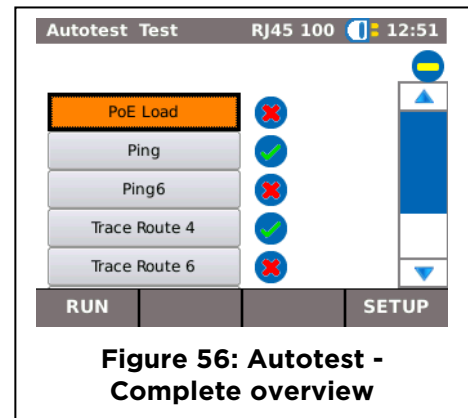 Autotest Test RJ45 100 12:51
PoE Load
Ping
Ping6
Trace Route 4
Trace Route 6
RUN SETUP
Figure 56: Autotest -
Complete overview